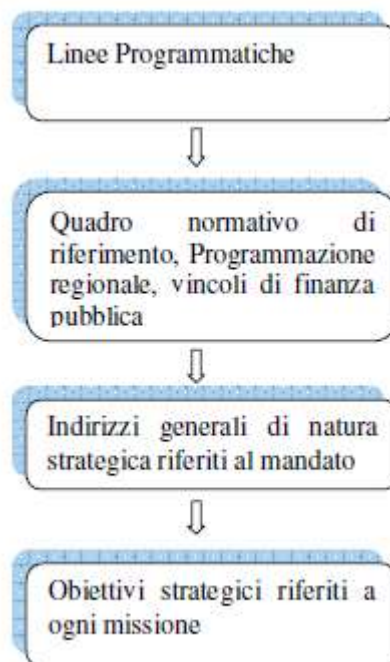 Linee Programmatiche
Quadro normativo di
riferimento, Programmazione
regionale, vincoli di finanza
pubblica
Indirizzi generali di natura
strategica riferiti al mandato
Obiettivi strategici riferiti a
ogni missione